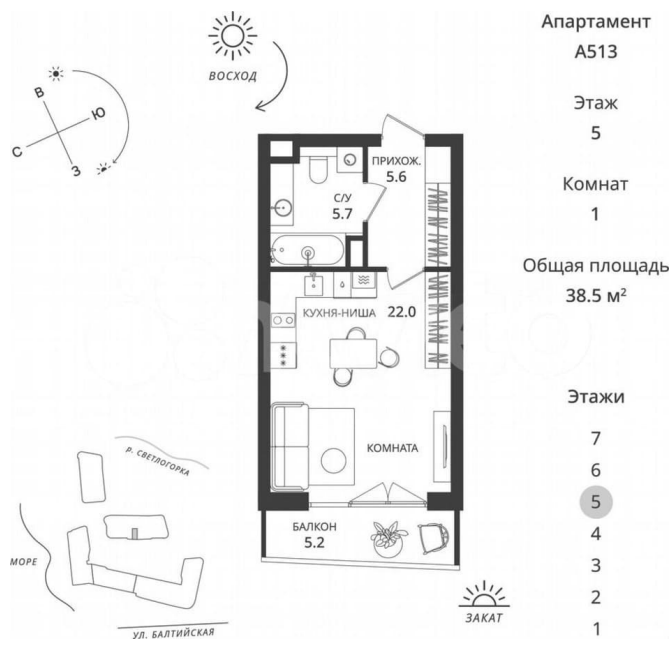 Апартамент
А513
Этаж
5
Комнат
1
Общая площадь
38.5 м²
Этажи
7
6
5
4
3
2
1
ВОСХОД
В
Ю
С
З
ПРИХОЖ.
5.6
С/У
5.7
КУХНЯ-НИША 22.0
КОМНАТА
БАЛКОН
5.2
ЗАКАТ
р. СВЕТЛОГОРКА
МОРЕ
УЛ. БАЛТИЙСКАЯ